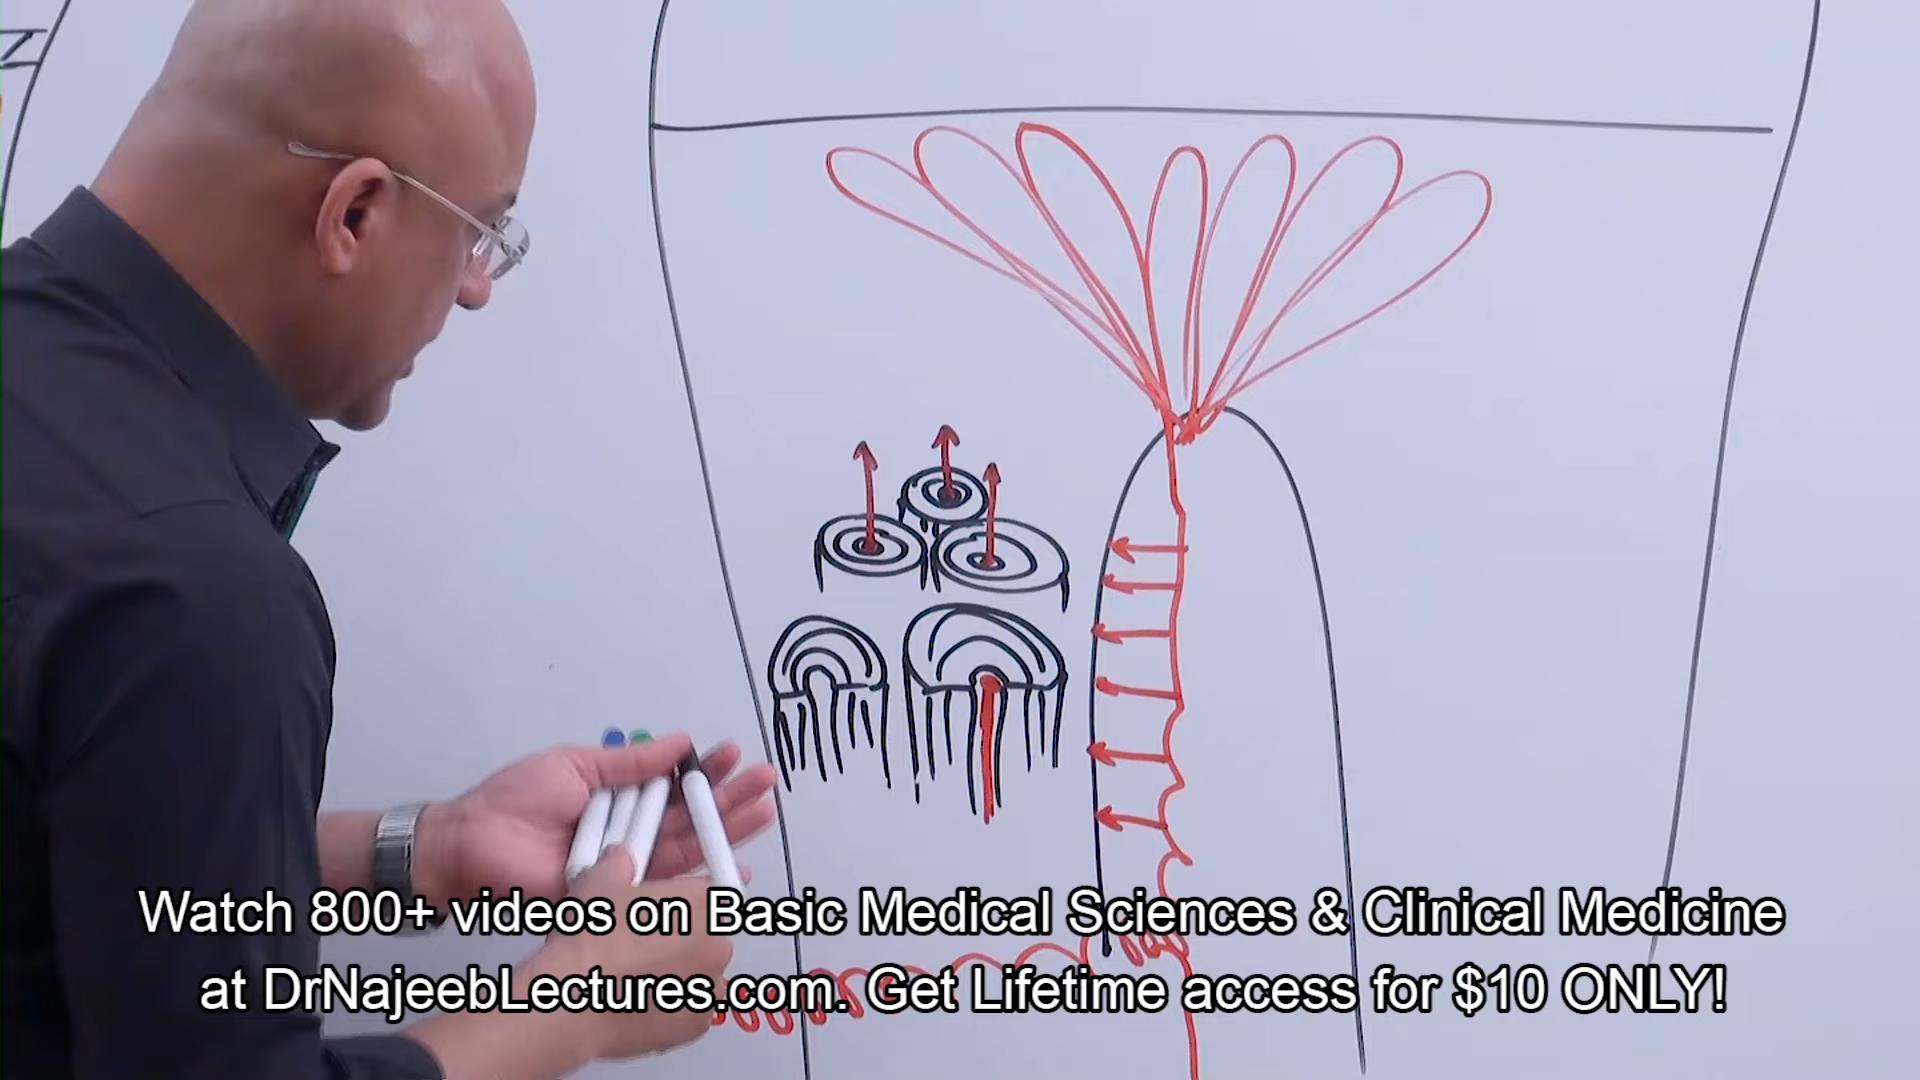 Watch 800+ videos on Basic Medical Sciences & Clinical Medicine
at DrNajeebLectures.com. Get Lifetime access for $10 ONLY!